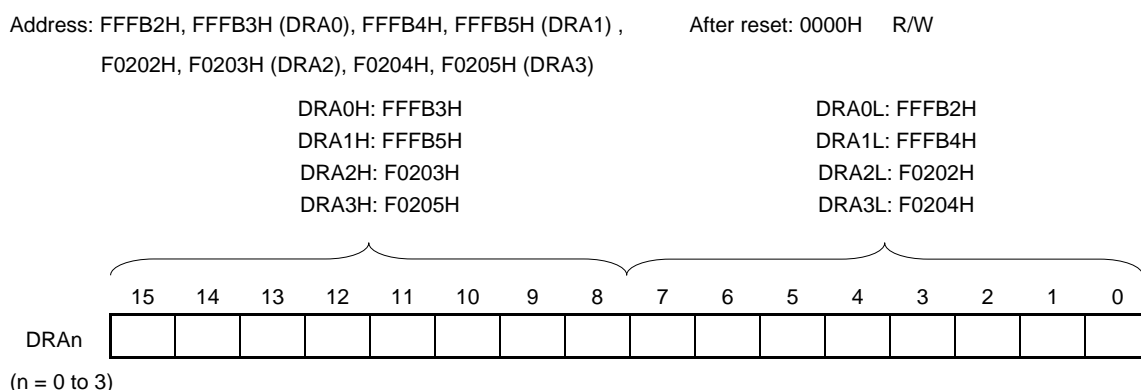 Address: FFFB2H, FFFB3H (DRA0), FFFB4H, FFFB5H (DRA1) , After reset: 0000H R/W
F0202H, F0203H (DRA2), F0204H, F0205H (DRA3)
DRA0H: FFFB3H DRA0L: FFFB2H
DRA1H: FFFB5H DRA1L: FFFB4H
DRA2H: F0203H DRA2L: F0202H
DRA3H: F0205H DRA3L: F0204H
15 14 13 12 11 10 9 8 7 6 5 4 3 2 1 0
DRAn
(n = 0 to 3)